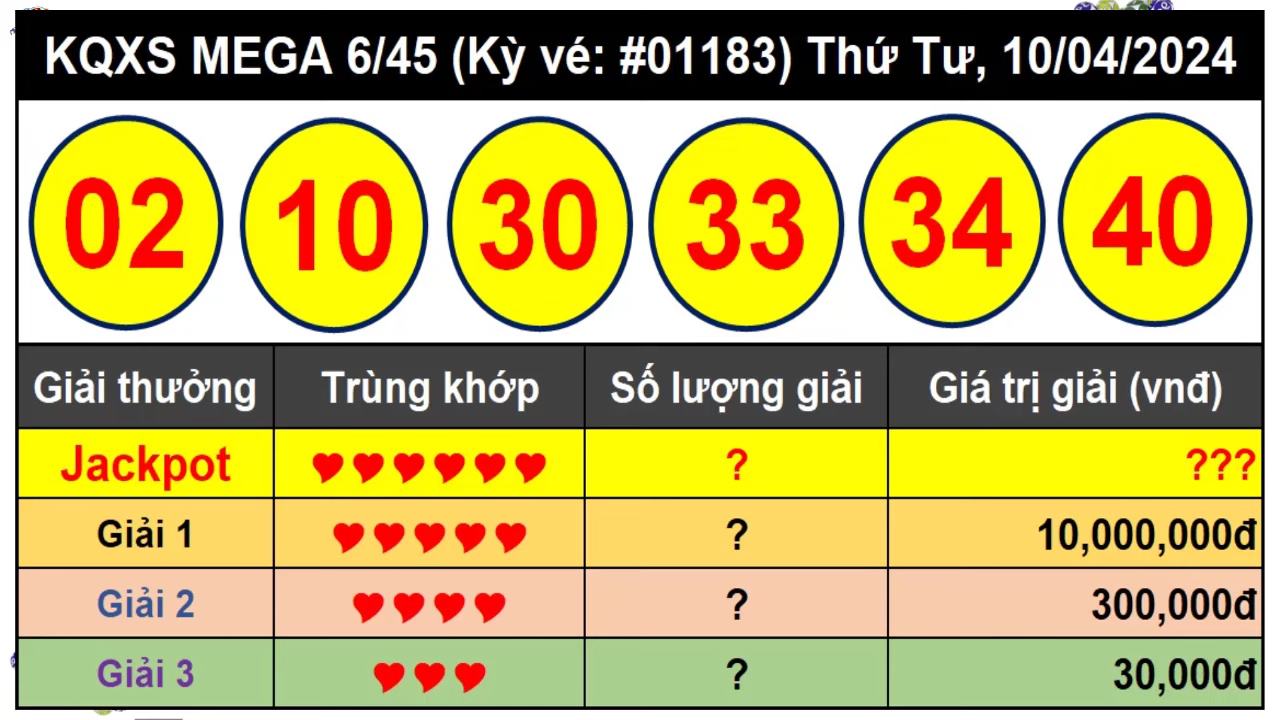 KQXS MEGA 6/45 (Kỳ vé: #01183) Thứ Tư, 10/04/2024
02 10 30 33 34 40
Giải thưởng Trùng khớp Số lượng giải Giá trị giải (vnđ)
Jackpot ? ???
Giải 1 ? 10,000,000đ
Giải 2 ? 300,000đ
Giải 3 ? 30,000đ